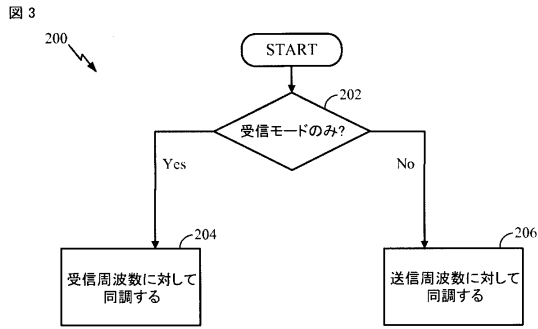 図 3
200
START
202
受信モードのみ?
Yes
No
204
受信周波数に対して
同調する
206
送信周波数に対して
同調する